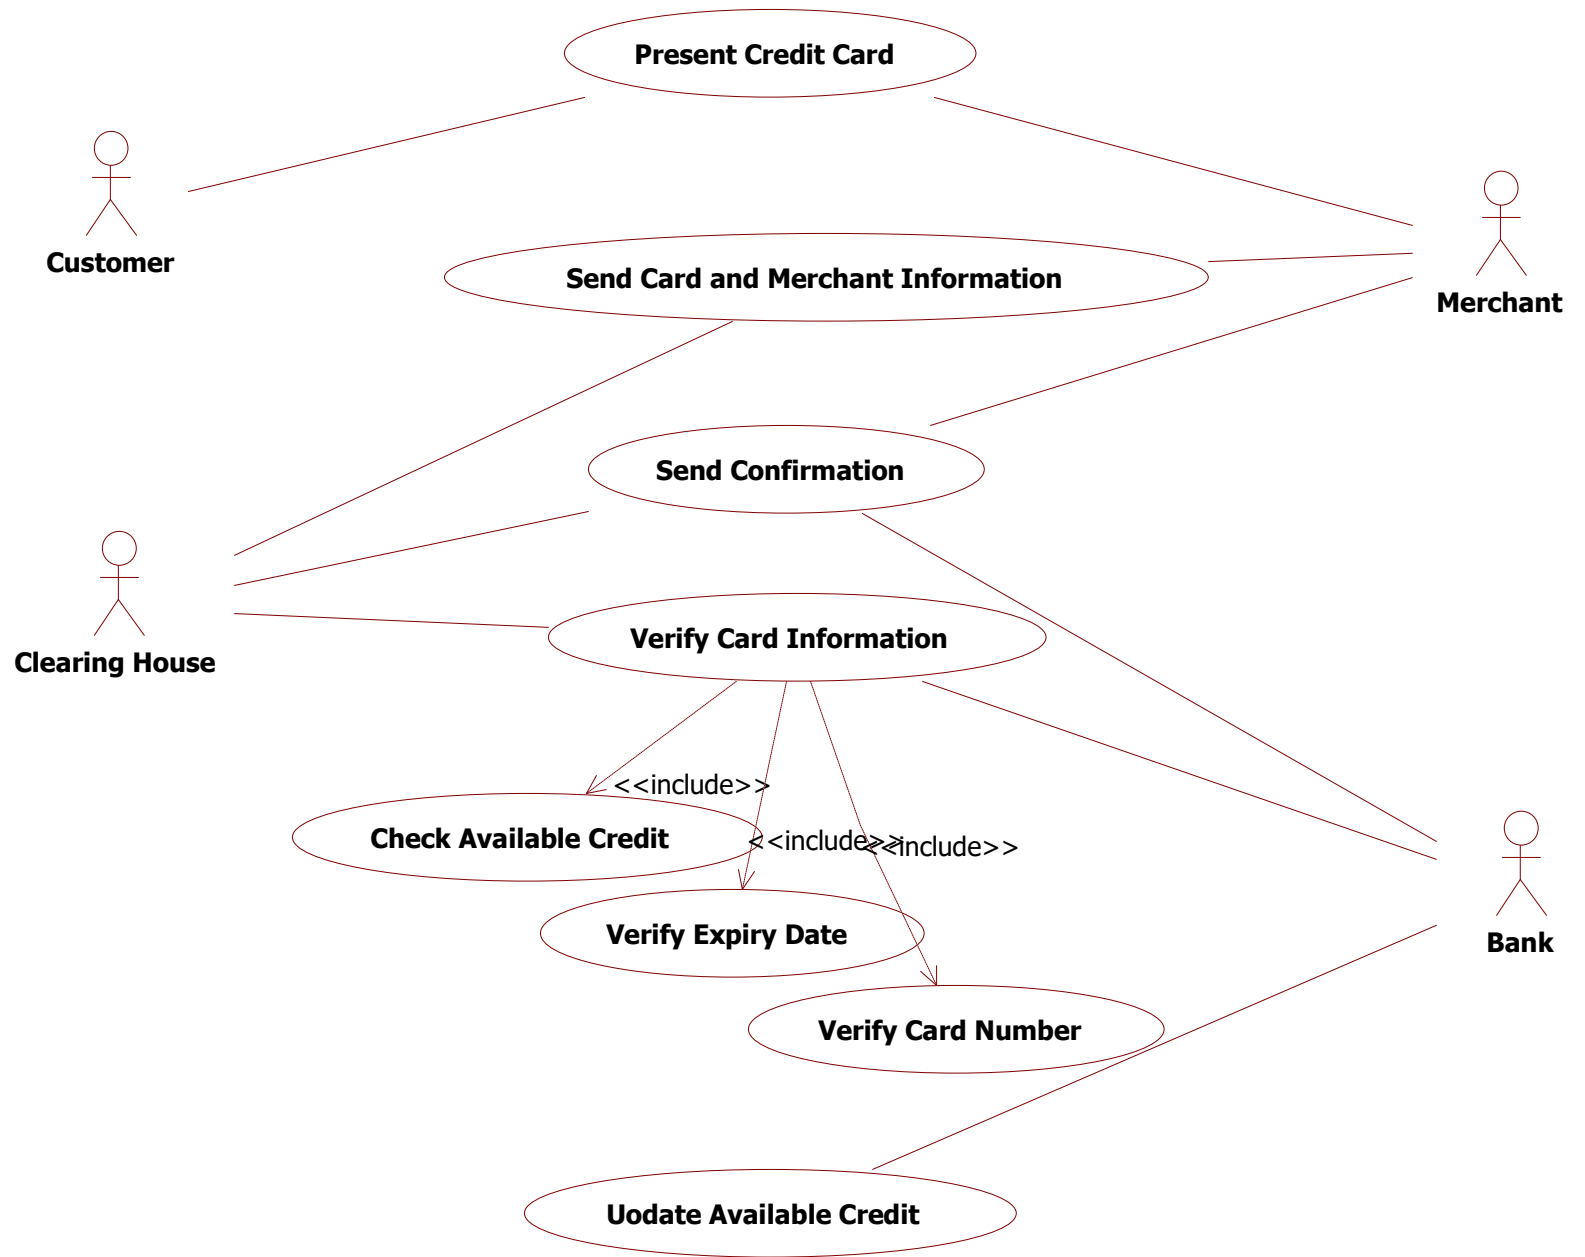 Present Credit Card
Customer
Send Card and Merchant Information
Merchant
Send Confirmation
Verify Card Information
Clearing House
<<include>>
Check Available Credit
<<include>>
<<include>>
Verify Expiry Date
Bank
Verify Card Number
Uodate Available Credit